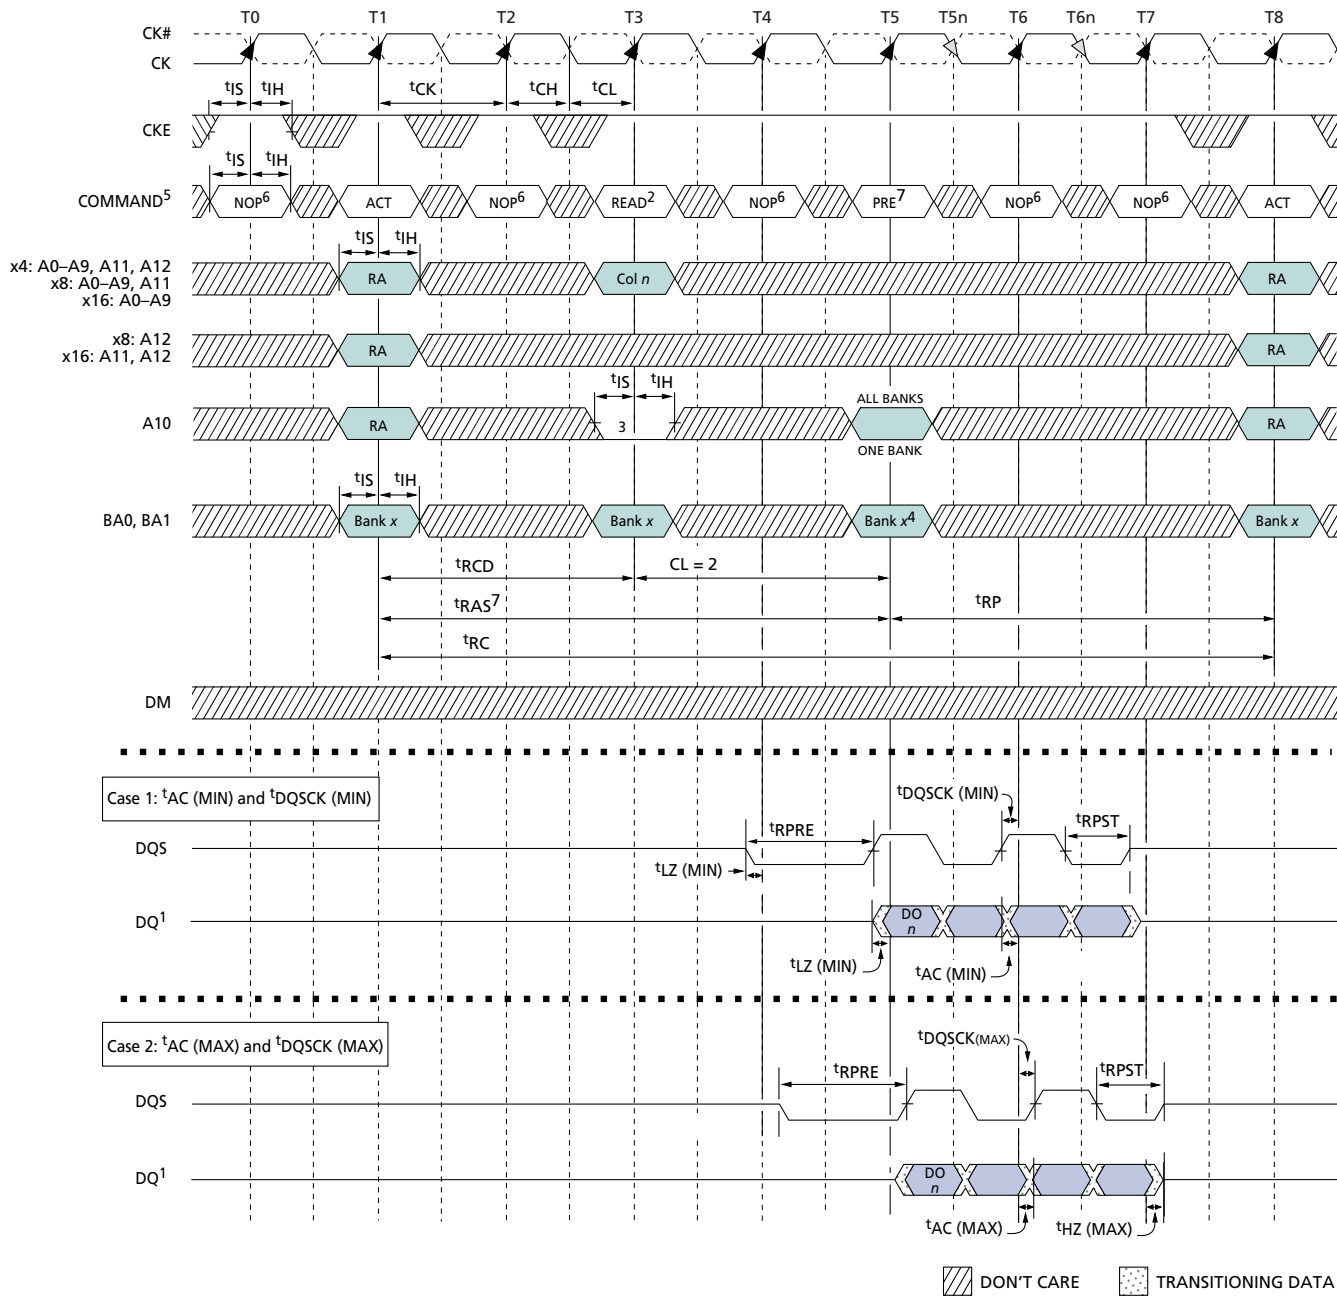 T0 T1 T2 T3 T4 T5 T5n T6 T6n T7 T8
CK#
CK
tIS tIH tCK tCH tCL
CKE
tIS tIH
COMMAND5 NOP6 ACT NOP6 READ2 NOP6 PRE7 NOP6 NOP6 ACT
tIS tIH
x4: A0–A9, A11, A12
x8: A0–A9, A11
x16: A0–A9
RA Col n RA
x8: A12
x16: A11, A12
RA RA
tIS tIH
ALL BANKS
A10 RA 3 RA
ONE BANK
tIS tIH
BA0, BA1 Bank x Bank x Bank x4 Bank x
tRCD CL = 2
tRAS7 tRP
tRC
DM
Case 1: tAC (MIN) and tDQSCK (MIN)
tDQSCK (MIN)
tRPRE tRPST
DQS
tLZ (MIN)
DQ1 DO
n
tLZ (MIN) tAC (MIN)
Case 2: tAC (MAX) and tDQSCK (MAX)
tDQSCK(MAX)
tRPRE tRPST
DQS
DQ1 DO
n
tAC (MAX) tHZ (MAX)
DON'T CARE TRANSITIONING DATA